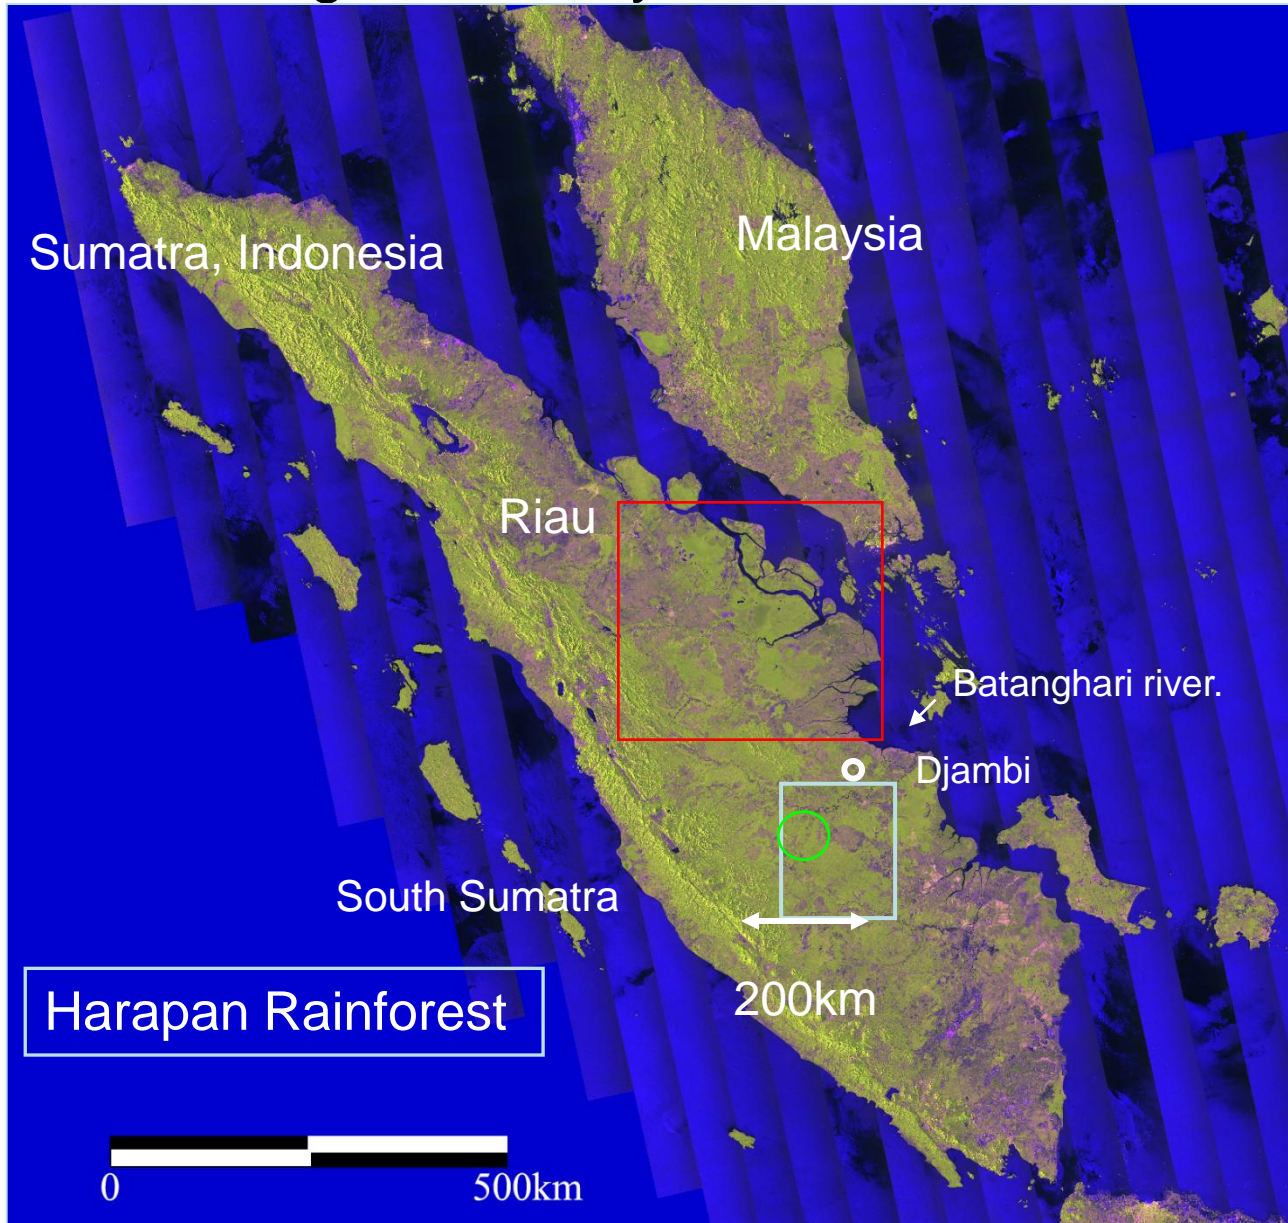 Malaysia
Sumatra, Indonesia
Riau
Batanghari river.
Djambi
South Sumatra
200km
Harapan Rainforest
0
500km